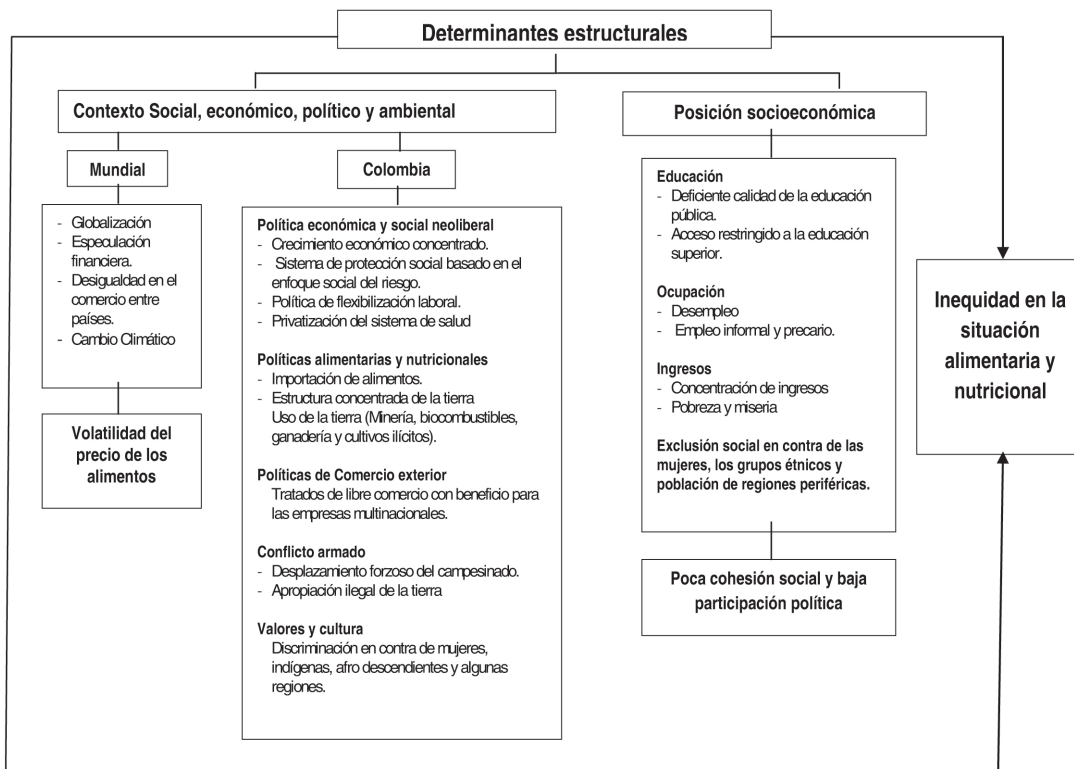 Determinantes estructurales
Contexto Social, económico, político y ambiental
Mundial
- Globalización
- Especulación
financiera.
- Desigualdad en el
comercio entre
países.
- Cambio Climático
Volatilidad del
precio de los
alimentos
Colombia
Política económica y social neoliberal
- Crecimiento económico concentrado.
- Sistema de protección social basado en el
enfoque social del riesgo.
- Política de flexibilización laboral.
- Privatización del sistema de salud
Políticas alimentarias y nutricionales
- Importación de alimentos.
- Estructura concentrada de la tierra
Uso de la tierra (Minería, biocombustibles,
ganadería y cultivos ilícitos).
Políticas de Comercio exterior
Tratados de libre comercio con beneficio para
las empresas multinacionales.
Conflicto armado
- Desplazamiento forzoso del campesinado.
- Apropiación ilegal de la tierra
Valores y cultura
Discriminación en contra de mujeres,
indígenas, afro descendientes y algunas
regiones.
Posición socioeconómica
Educación
- Deficiente calidad de la educación
pública.
- Acceso restringido a la educación
superior.
Ocupación
- Desempleo
- Empleo informal y precario.
Ingresos
- Concentración de ingresos
- Pobreza y miseria
Exclusión social en contra de las
mujeres, los grupos étnicos y
población de regiones periféricas.
Poca cohesión social y baja
participación política
Inequidad en la
situación
alimentaria y
nutricional